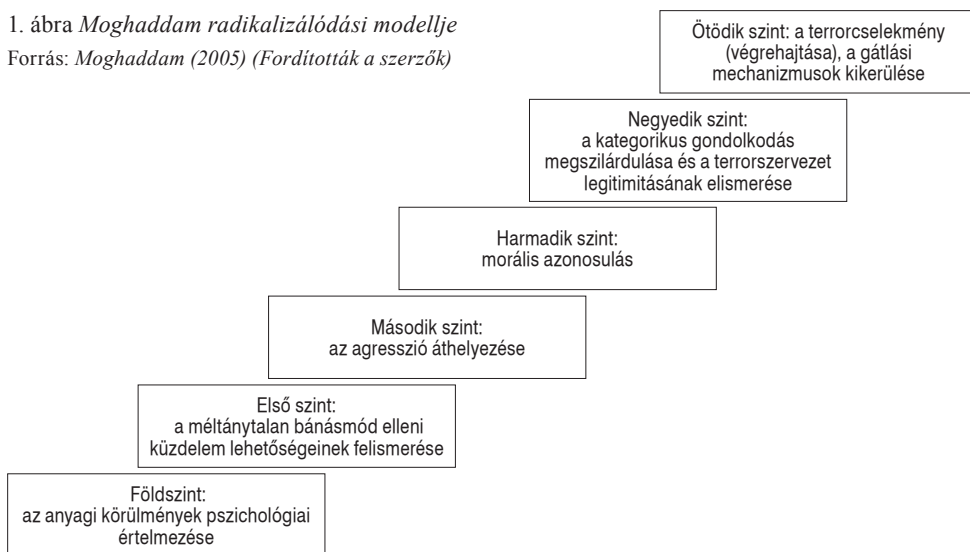 1. ábra Moghaddam radikalizálódási modellje
Forrás: Moghaddam (2005) (Fordították a szerzők)
Ötödik szint: a terrorcselekmény
(végrehajtása), a gátlási
mechanizmusok kikerülése
Negyedik szint:
a kategorikus gondolkodás
megszilárdulása és a terrorszervezet
legitimitásának elismerése
Harmadik szint:
morális azonosulás
Második szint:
az agresszió áthelyezése
Első szint:
a méltánytalan bánásmód elleni
küzdelem lehetőségeinek felismerése
Földszint:
az anyagi körülmények pszichológiai
értelmezése